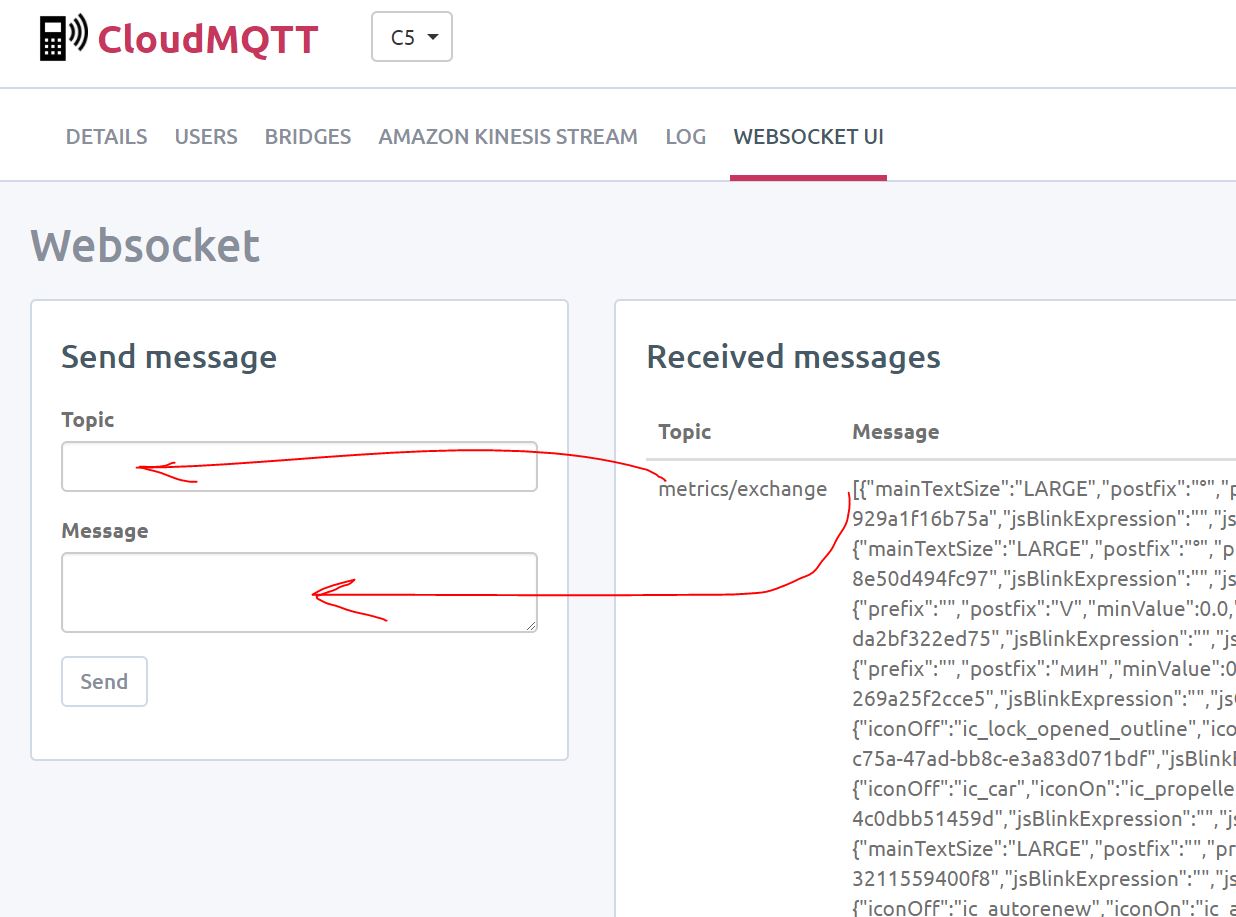 CloudMQTT
C5
DETAILS USERS BRIDGES AMAZON KINESIS STREAM LOG WEBSOCKET UI
Websocket
Send message
Topic
Message
Send
Received messages
Topic Message
metrics/exchange [{"mainTextSize":"LARGE","postfix":"°","p
929a1f16b75a","jsBlinkExpression":"","js
{"mainTextSize":"LARGE","postfix":"°","p
8e50d494fc97","jsBlinkExpression":"","js
{"prefix":"","postfix":"V","minValue":0.0,"
da2bf322ed75","jsBlinkExpression":"","js
{"prefix":"","postfix":"мин","minValue":0
269a25f2cce5","jsBlinkExpression":"","js
{"iconOff":"ic_lock_opened_outline","ico
c75a-47ad-bb8c-e3a83d071bdf","jsBlinkE
{"iconOff":"ic_car","iconOn":"ic_propelle
4c0dbb51459d","jsBlinkExpression":"","js
{"mainTextSize":"LARGE","postfix":"","pr
3211559400f8","jsBlinkExpression":"","js
{"iconOff":"ic_autorenew","iconOn":"ic_a